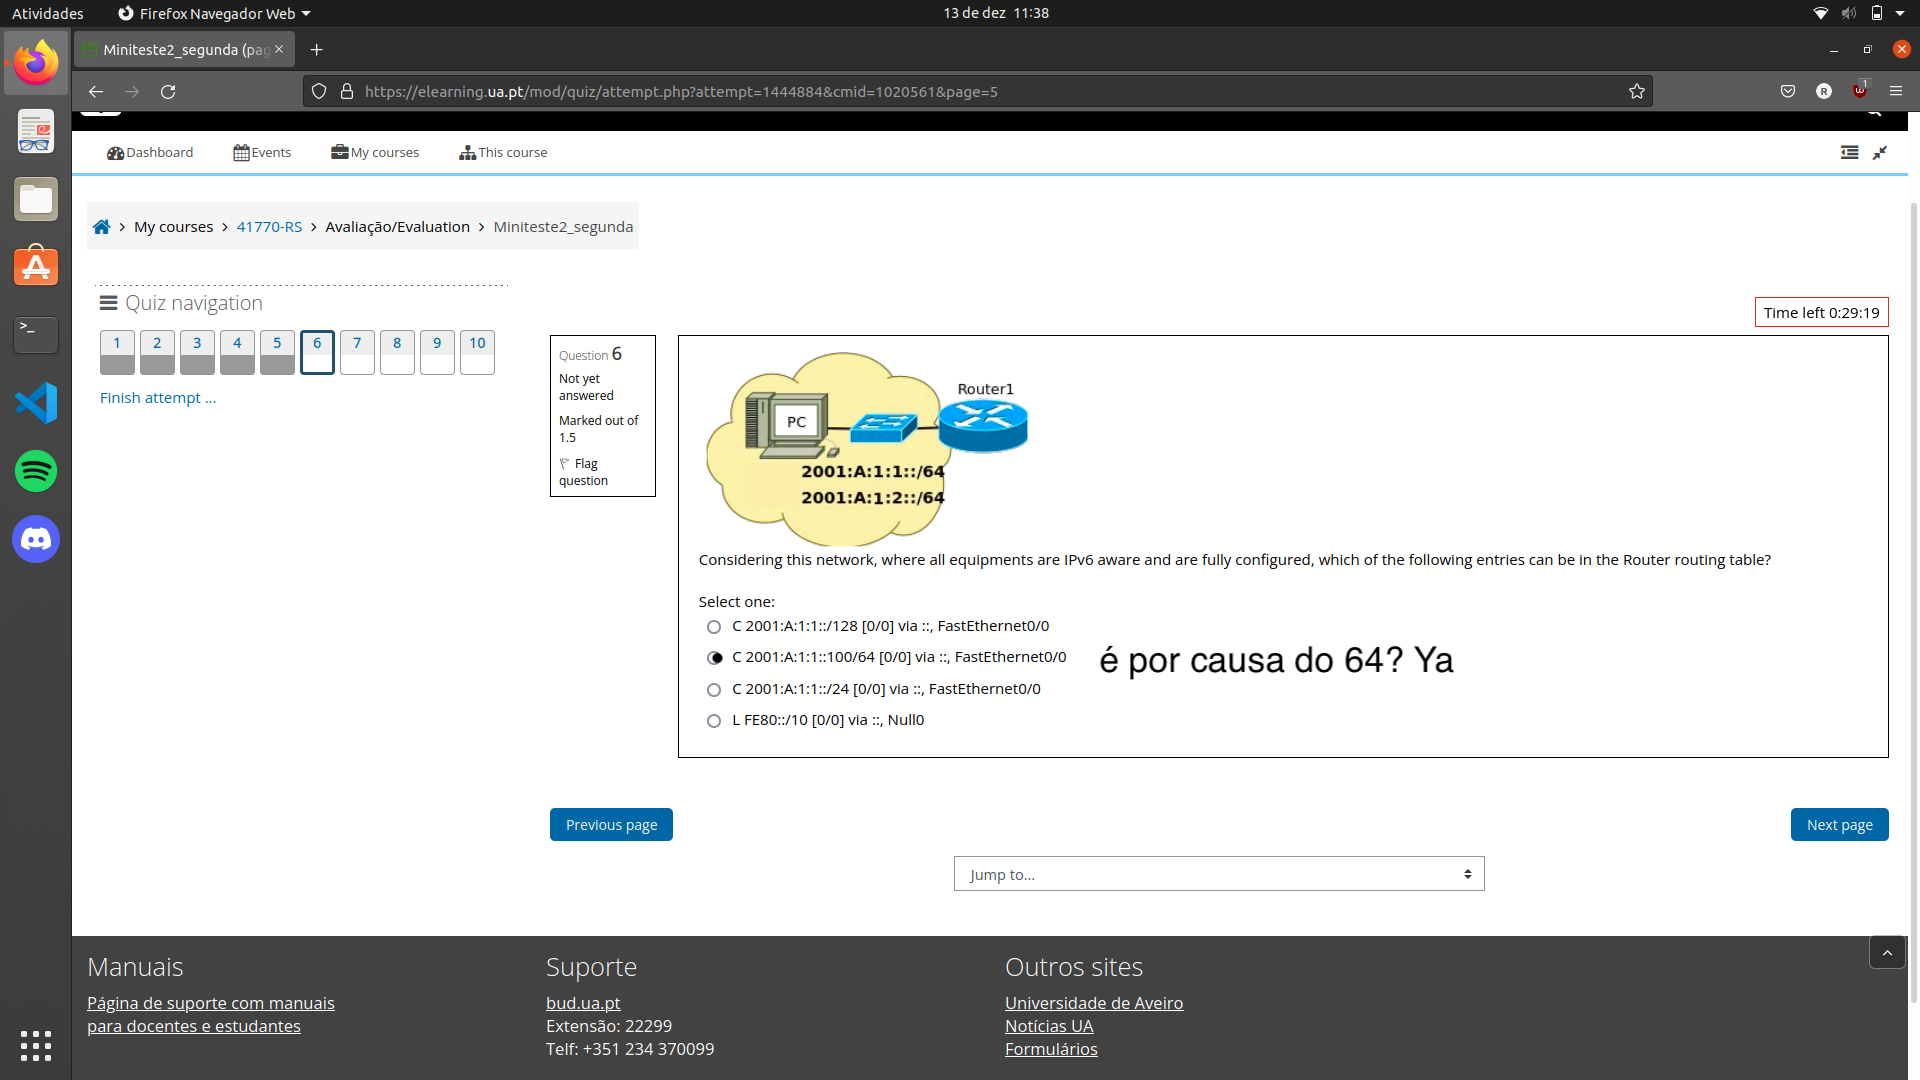 Atividades
Firefox Navegador Web
13 de dez 11:38
Miniteste2_segunda (pag
https://elearning.ua.pt/mod/quiz/attempt.php?attempt=1444884&cmid=1020561&page=5
R
1
Dashboard
Events
My courses
This course
My courses
41770-RS
Avaliação/Evaluation
Miniteste2_segunda
Quiz navigation
1 2 3 4 5 6 7 8 9 10
Finish attempt ...
Time left 0:29:19
Question 6
Not yet
answered
Marked out of
1.5
Flag
question
Router1
PC
2001:A:1:1::/64
2001:A:1:2::/64
Considering this network, where all equipments are IPv6 aware and are fully configured, which of the following entries can be in the Router routing table?
Select one:
C 2001:A:1:1::/128 [0/0] via ::, FastEthernet0/0
C 2001:A:1:1::100/64 [0/0] via ::, FastEthernet0/0
é por causa do 64? Ya
C 2001:A:1:1::/24 [0/0] via ::, FastEthernet0/0
L FE80::/10 [0/0] via ::, Null0
Previous page
Next page
Jump to...
Manuais
Página de suporte com manuais
para docentes e estudantes
Suporte
bud.ua.pt
Extensão: 22299
Telf: +351 234 370099
Outros sites
Universidade de Aveiro
Notícias UA
Formulários